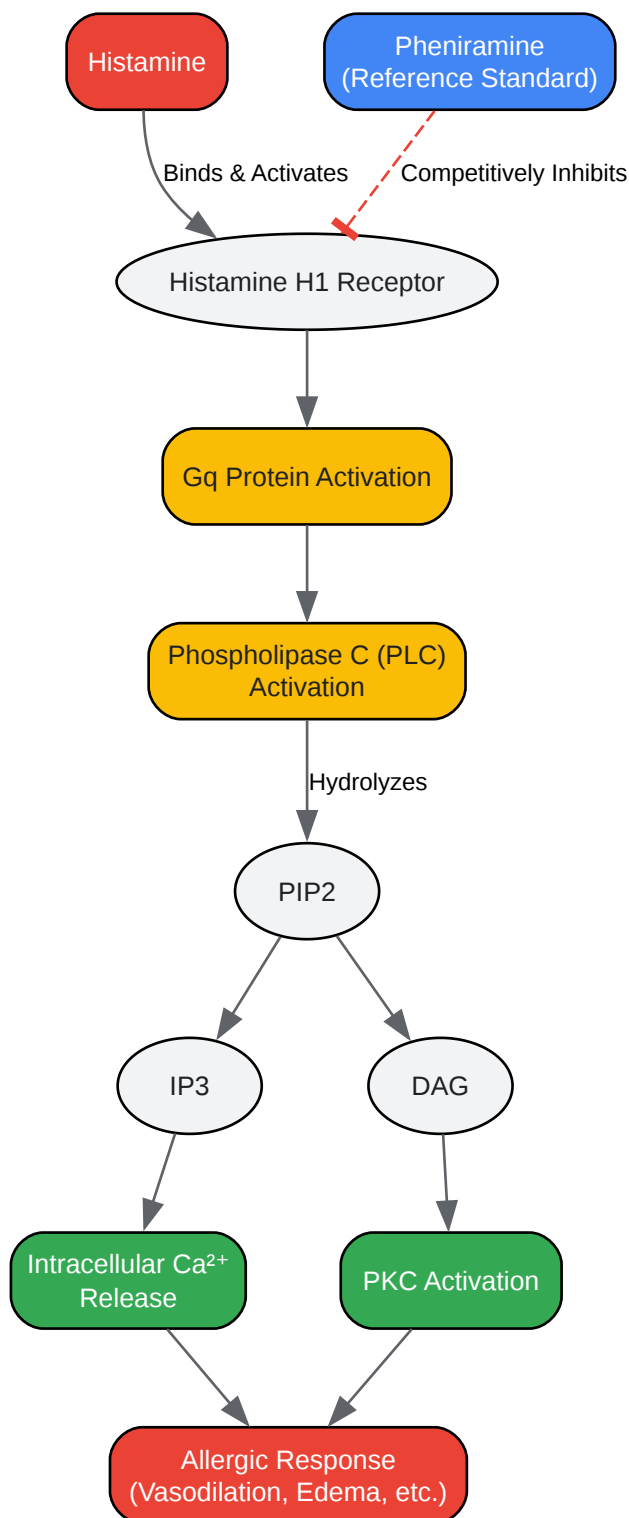 Histamine
Pheniramine
(Reference Standard)
Binds & Activates
Competitively Inhibits
Histamine H1 Receptor
Gq Protein Activation
Phospholipase C (PLC)
Activation
Hydrolyzes
PIP2
IP3
DAG
Intracellular Ca²⁺
Release
PKC Activation
Allergic Response
(Vasodilation, Edema, etc.)